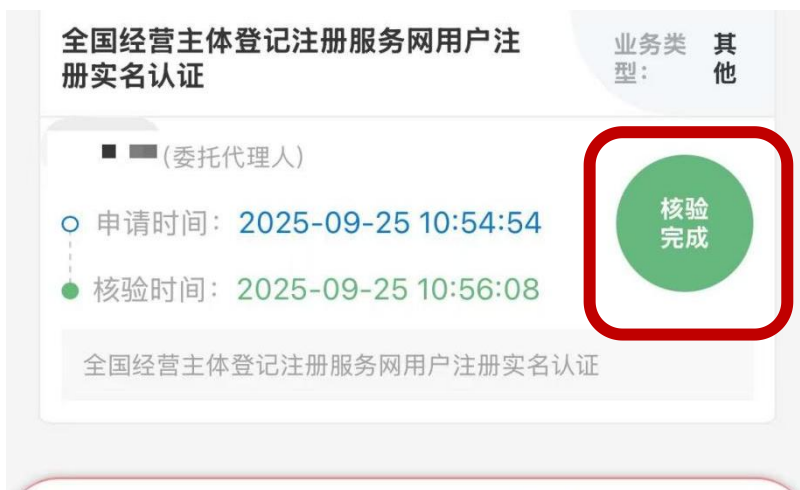 全国经营主体登记注册服务网用户注
册实名认证
业务类
型：
其
他
(委托代理人)
申请时间：2025-09-25 10:54:54
核验时间：2025-09-25 10:56:08
核验
完成
全国经营主体登记注册服务网用户注册实名认证